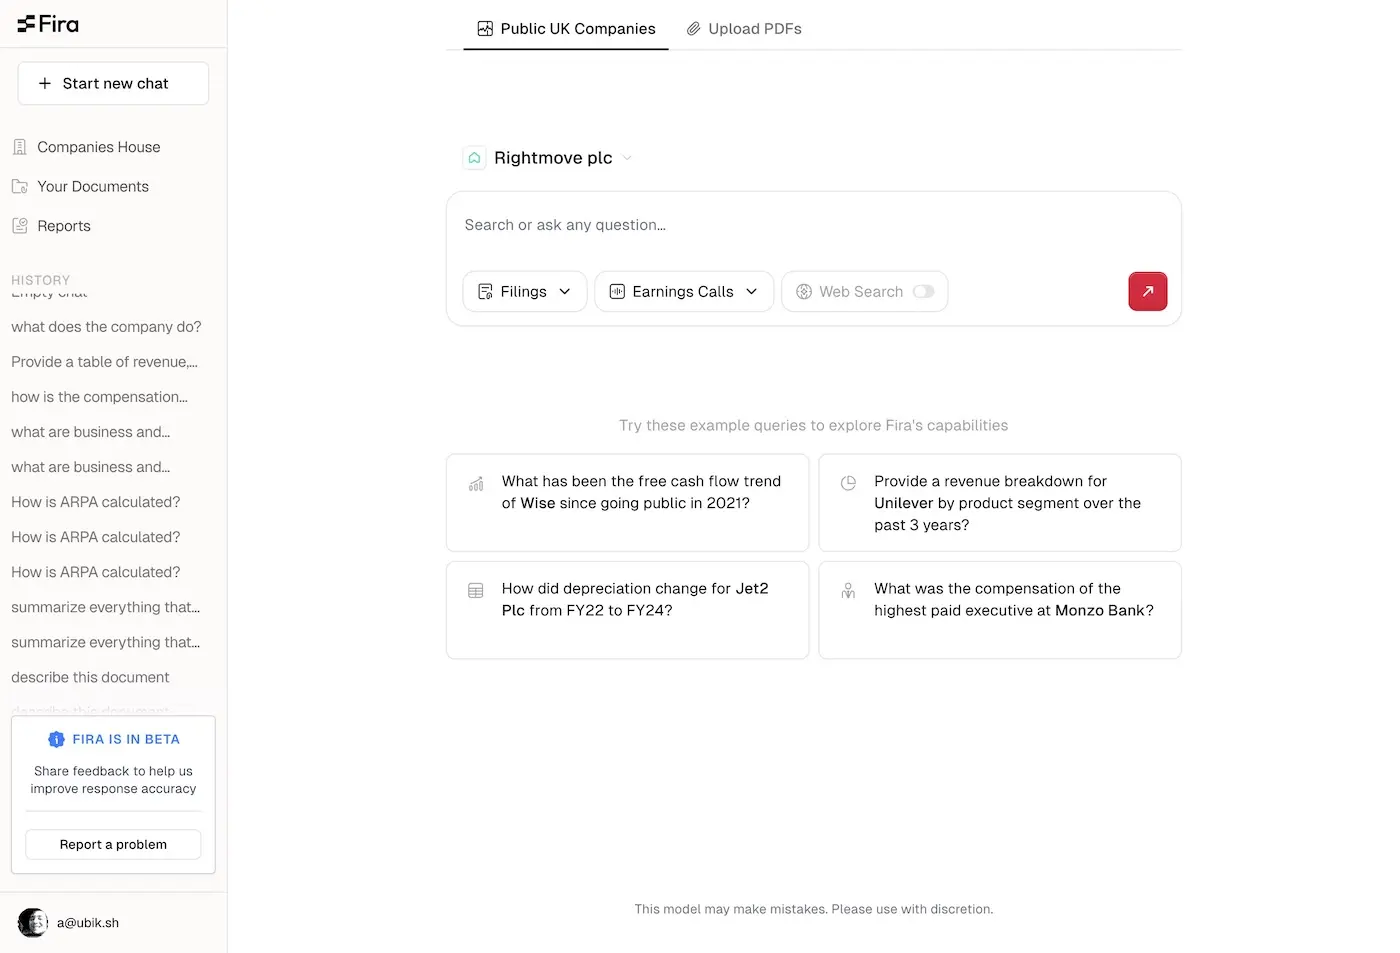 Fira
Start new chat
Companies House
Your Documents
Reports
HISTORY
Empty chat
what does the company do?
Provide a table of revenue,...
how is the compensation...
what are business and...
what are business and...
How is ARPA calculated?
How is ARPA calculated?
How is ARPA calculated?
summarize everything that...
summarize everything that...
describe this document
describe this document
FIRA IS IN BETA
Share feedback to help us
improve response accuracy
Report a problem
a@ubik.sh
Public UK Companies
Upload PDFs
Rightmove plc
Search or ask any question...
Filings
Earnings Calls
Web Search
Try these example queries to explore Fira's capabilities
What has been the free cash flow trend
of Wise since going public in 2021?
Provide a revenue breakdown for
Unilever by product segment over the
past 3 years?
How did depreciation change for Jet2
Plc from FY22 to FY24?
What was the compensation of the
highest paid executive at Monzo Bank?
This model may make mistakes. Please use with discretion.